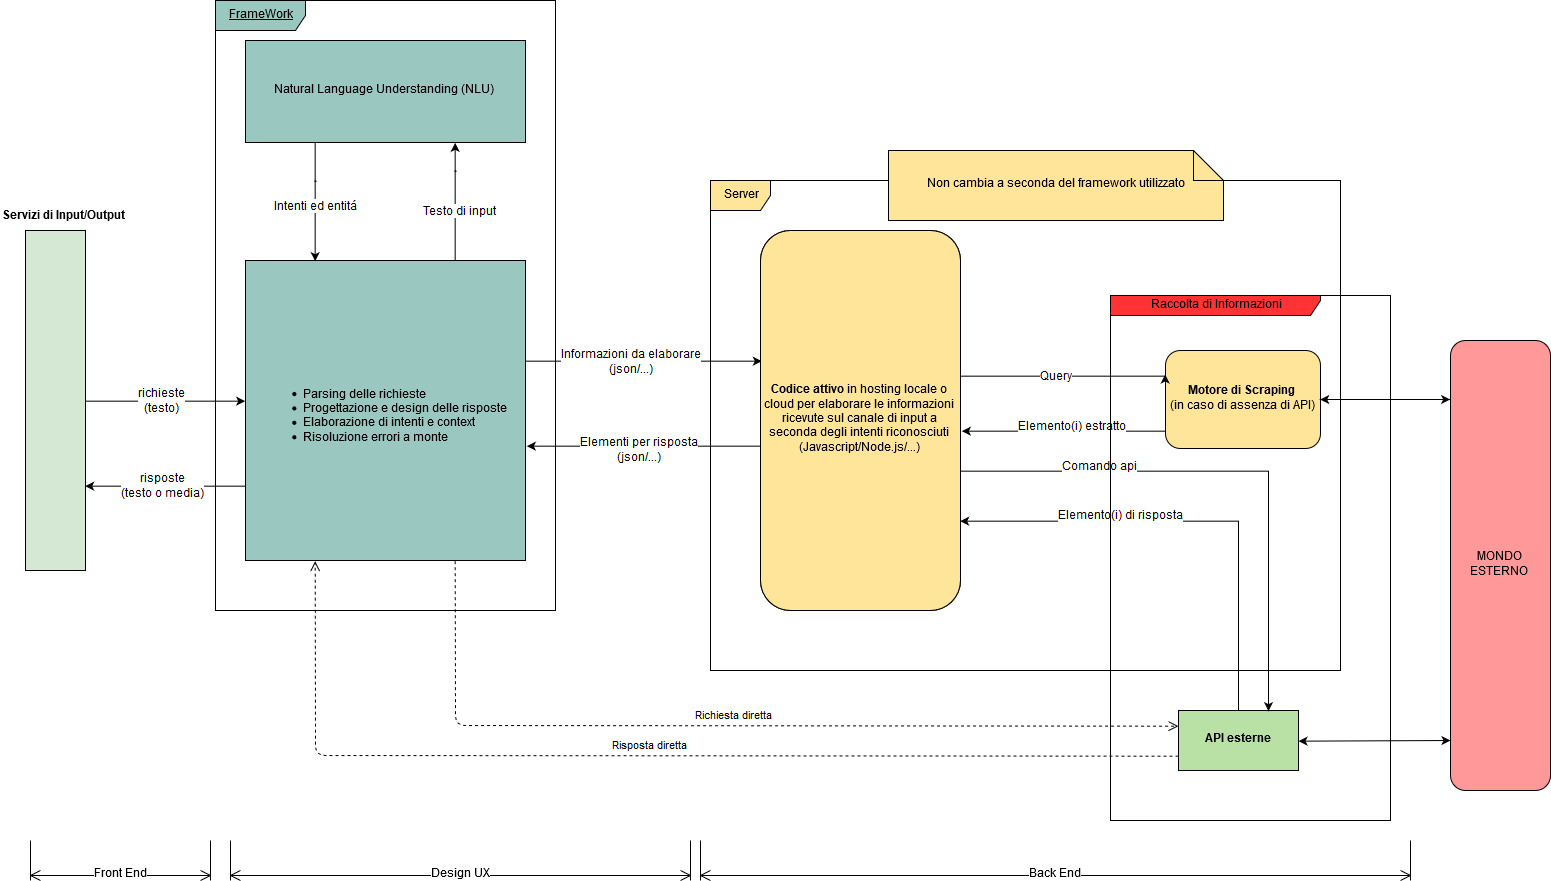 FrameWork
Natural Language Understanding (NLU)
Intenti ed entitá
Testo di input
Servizi di Input/Output
richieste
(testo)
risposte
(testo o media)
Parsing delle richieste
Progettazione e design delle risposte
Elaborazione di intenti e context
Risoluzione errori a monte
Informazioni da elaborare
(json/...)
Elementi per risposta
(json/...)
Server
Non cambia a seconda del framework utilizzato
Codice attivo in hosting locale o
cloud per elaborare le informazioni
ricevute sul canale di input a
seconda degli intenti riconosciuti
(Javascript/Node.js/...)
Raccolta di Informazioni
Query
Motore di Scraping
(in caso di assenza di API)
Elemento(i) estratto
Comando api
Elemento(i) di risposta
MONDO
ESTERNO
Richiesta diretta
Risposta diretta
API esterne
Front End
Design UX
Back End